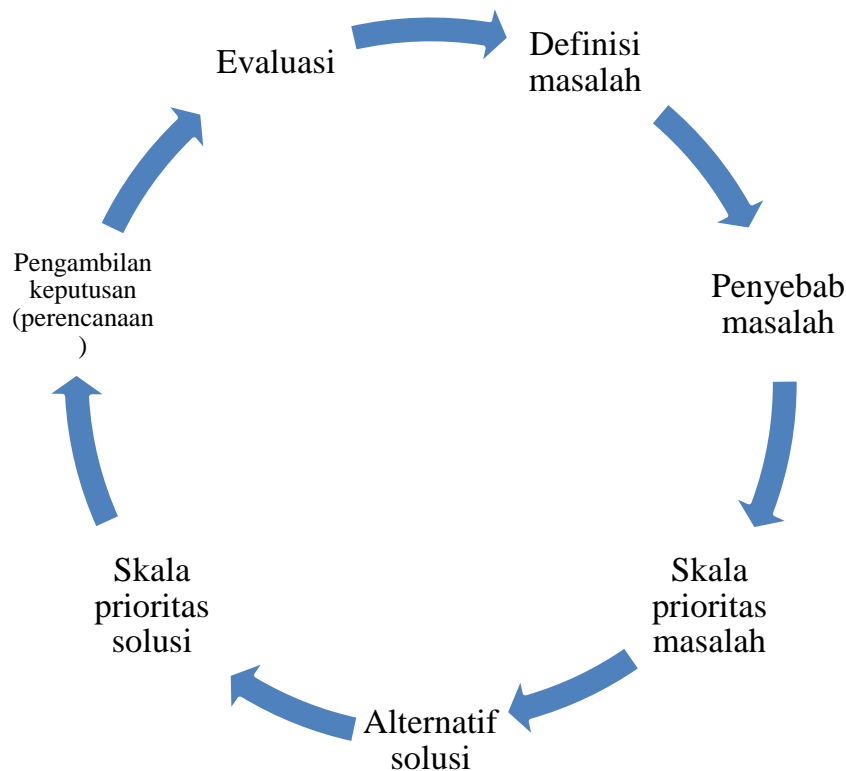 Evaluasi
Definisi
masalah
Penyebab
masalah
Skala
prioritas
masalah
Alternatif
solusi
Skala
prioritas
solusi
Pengambilan
keputusan
(perencanaan
)